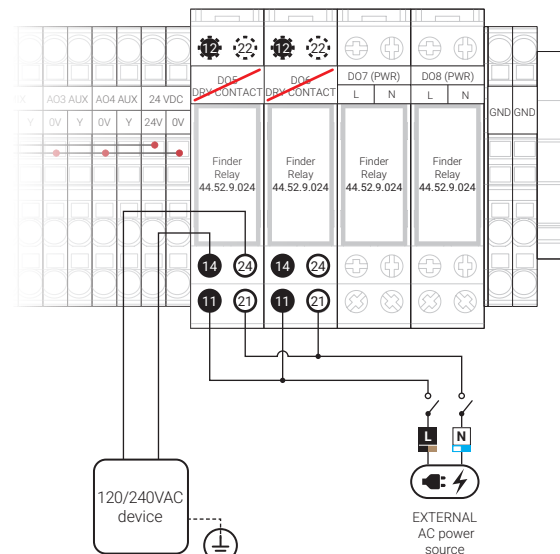 12 22 12 22
DO5
DRY CONTACT
DO6
DRY CONTACT
DO7 (PWR)
L N
DO8 (PWR)
L N
X AO3 AUX AO4 AUX 24 VDC
Y 0V Y 0V Y 24V 0V
GND GND
Finder
Relay
44.52.9.024
Finder
Relay
44.52.9.024
Finder
Relay
44.52.9.024
Finder
Relay
44.52.9.024
14 24 14 24
11 21 11 21
L N
120/240VAC
device
EXTERNAL
AC power
source